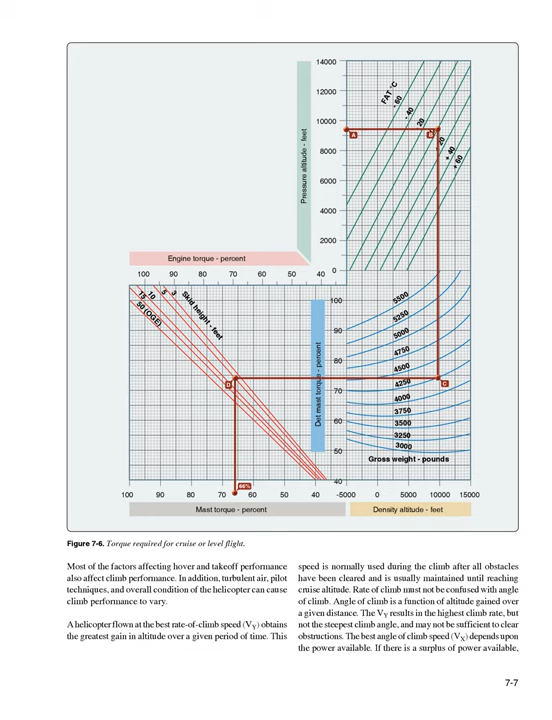 14000
12000
10000
8000
6000
4000
2000
0
Pressure altitude - feet
FAT °C
- 60
- 40
20
- 20
+ 40
+ 60
A
B
Engine torque - percent
100 90 80 70 60 50 40
15
10
5
3
Skid height - feet
50 (OGE)
100
90
80
70
60
50
40
Det mast torque - percent
5500
5250
5000
4750
4500
4250
4000
3750
3500
3250
3000
Gross weight - pounds
D
C
66%
100 90 80 70 60 50 40 -5000 0 5000 10000 15000
Mast torque - percent
Density altitude - feet
Figure 7-6. Torque required for cruise or level flight.
Most of the factors affecting hover and takeoff performance
also affect climb performance. In addition, turbulent air, pilot
techniques, and overall condition of the helicopter can cause
climb performance to vary.
A helicopter flown at the best rate-of-climb speed (VY) obtains
the greatest gain in altitude over a given period of time. This
speed is normally used during the climb after all obstacles
have been cleared and is usually maintained until reaching
cruise altitude. Rate of climb must not be confused with angle
of climb. Angle of climb is a function of altitude gained over
a given distance. The VY results in the highest climb rate, but
not the steepest climb angle, and may not be sufficient to clear
obstructions. The best angle of climb speed (VX) depends upon
the power available. If there is a surplus of power available,
7-7